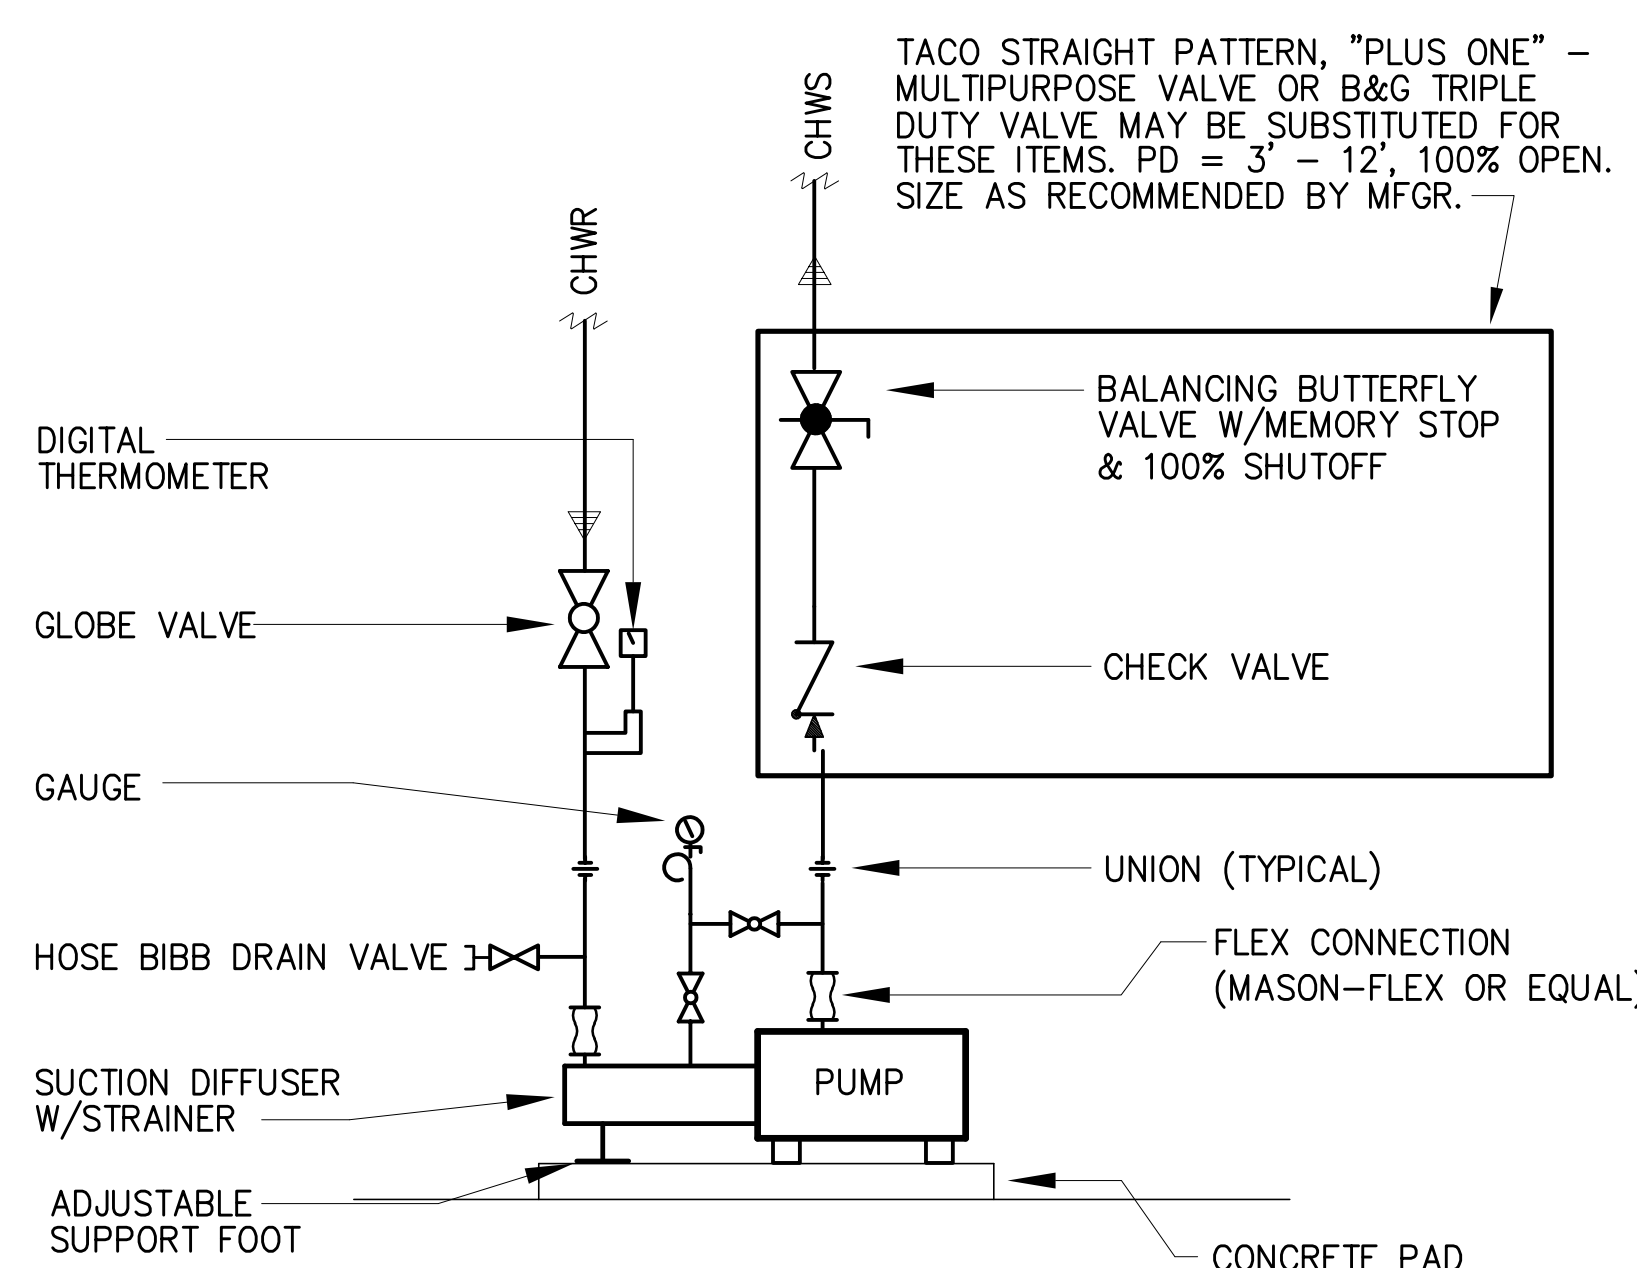 TACO STRAIGHT PATTERN, "PLUS ONE" –
MULTIPURPOSE VALVE OR B&G TRIPLE
DUTY VALVE MAY BE SUBSTITUTED FOR
THESE ITEMS. PD = 3' – 12', 100% OPEN.
SIZE AS RECOMMENDED BY MFGR.
CHWS
CHWR
BALANCING BUTTERFLY
VALVE W/MEMORY STOP
& 100% SHUTOFF
DIGITAL
THERMOMETER
GLOBE VALVE
CHECK VALVE
GAUGE
UNION (TYPICAL)
HOSE BIBB DRAIN VALVE
FLEX CONNECTION
(MASON–FLEX OR EQUAL)
PUMP
SUCTION DIFFUSER
W/STRAINER
ADJUSTABLE
SUPPORT FOOT
CONCRETE PAD